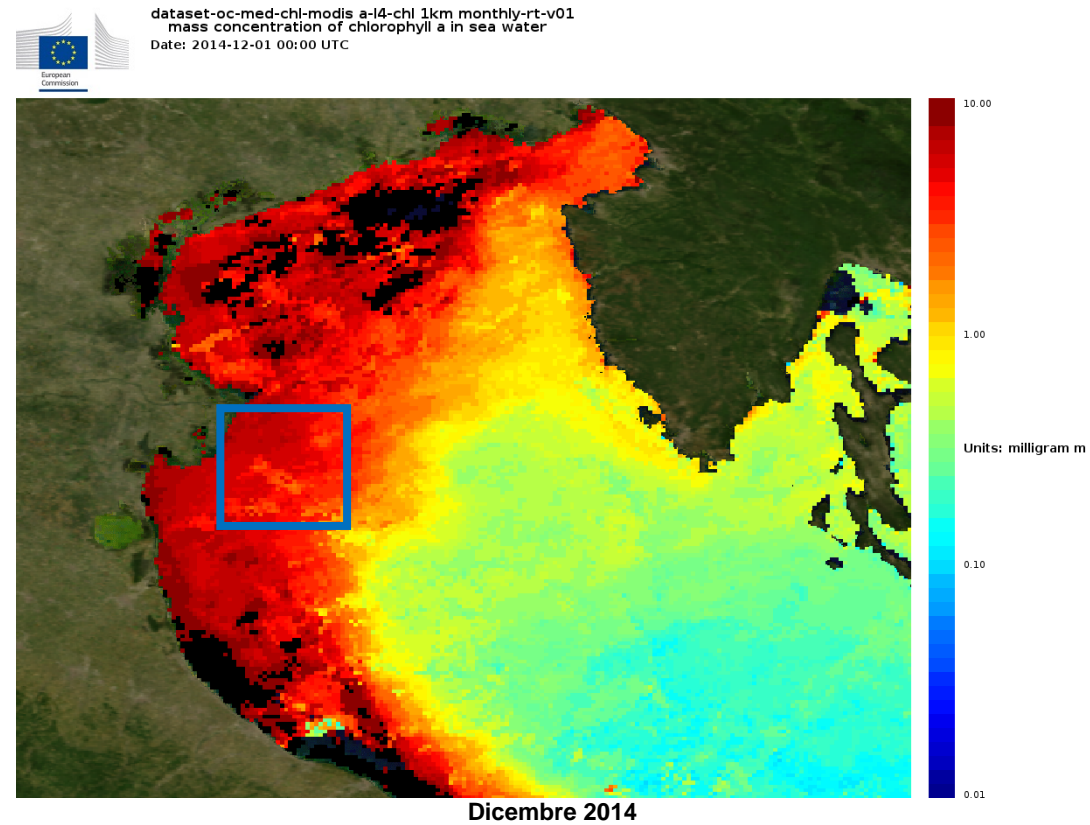 dataset-oc-med-chl-modis a-l4-chl 1km monthly-rt-v01
mass concentration of chlorophyll a in sea water
Date: 2014-12-01 00:00 UTC
European
Commission
10.00
1.00
Units: milligram m
0.10
0.01
Dicembre 2014